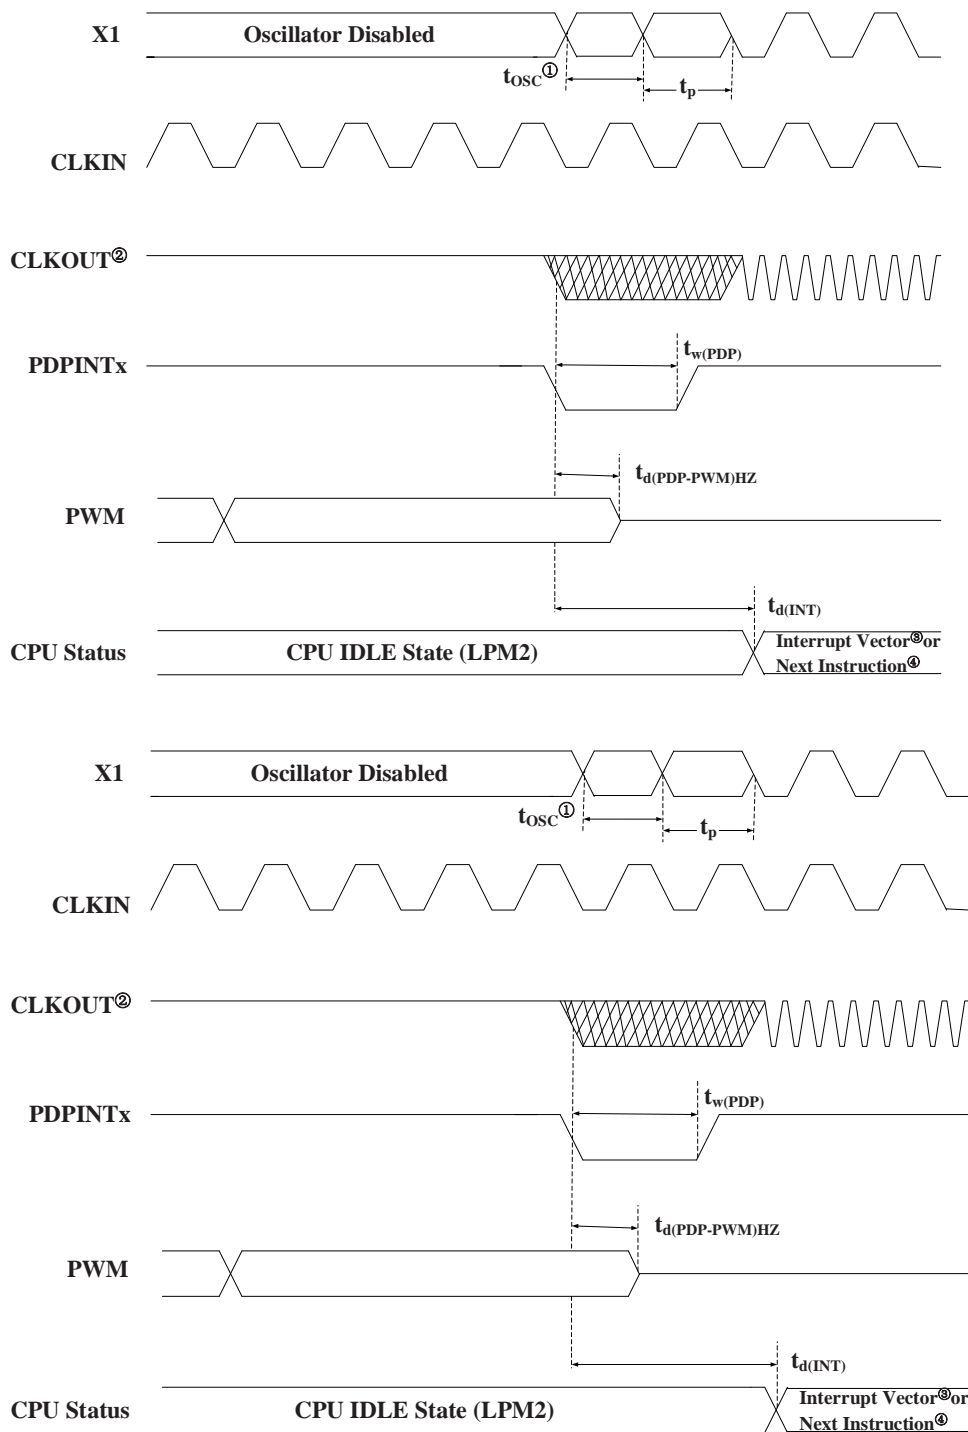 X1 Oscillator Disabled
tOSC① tp
CLKIN
CLKOUT②
tw(PDP)
PDPINTx
td(PDP-PWM)HZ
PWM
td(INT)
CPU Status CPU IDLE State (LPM2) Interrupt Vector③or
Next Instruction④
X1 Oscillator Disabled
tOSC① tp
CLKIN
CLKOUT②
tw(PDP)
PDPINTx
td(PDP-PWM)HZ
PWM
td(INT)
CPU Status CPU IDLE State (LPM2) Interrupt Vector③or
Next Instruction④